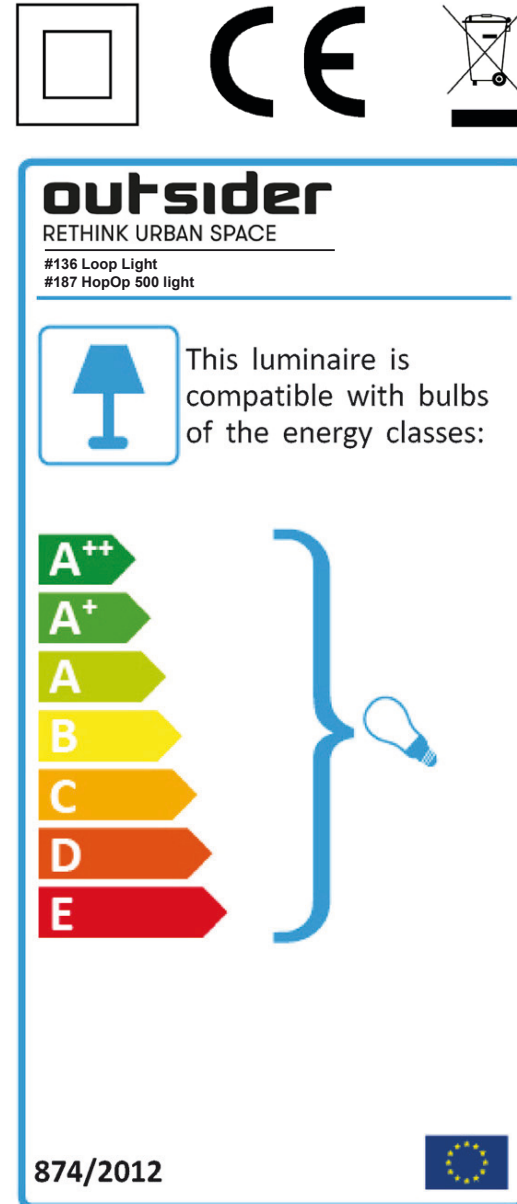 CE
outsider
RETHINK URBAN SPACE
#136 Loop Light
#187 HopOp 500 light
This luminaire is
compatible with bulbs
of the energy classes:
A++
A+
A
B
C
D
E
874/2012